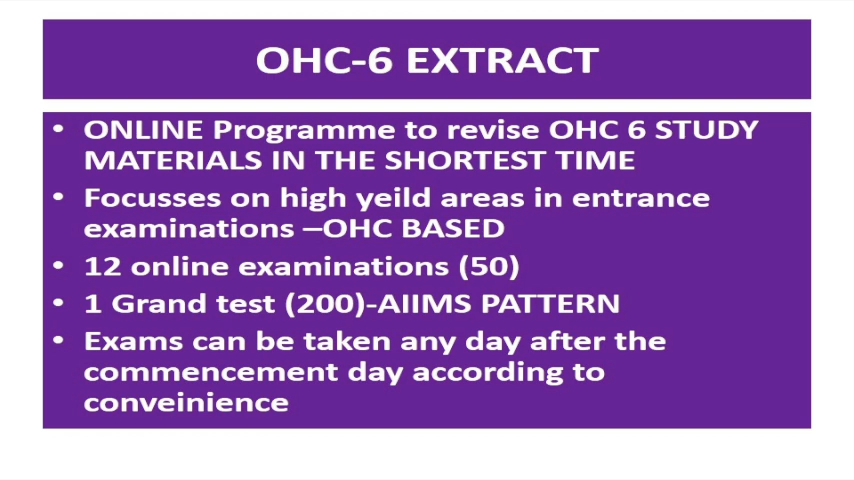 OHC-6 EXTRACT
• ONLINE Programme to revise OHC 6 STUDY
MATERIALS IN THE SHORTEST TIME
• Focusses on high yeild areas in entrance
examinations –OHC BASED
• 12 online examinations (50)
• 1 Grand test (200)-AIIMS PATTERN
• Exams can be taken any day after the
commencement day according to
conveinience